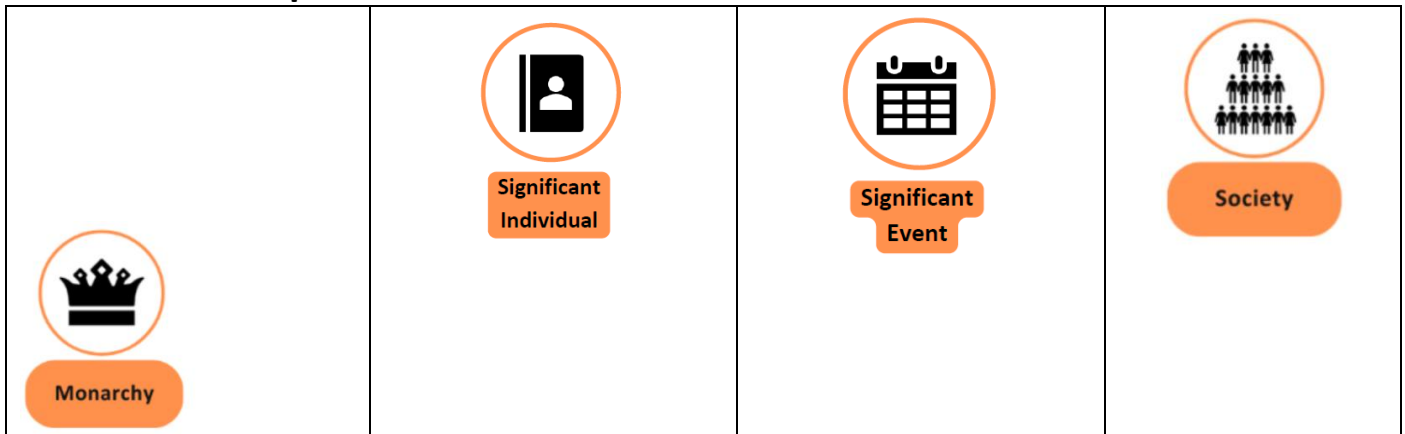 Significant
Individual
Significant
Event
Society
Monarchy